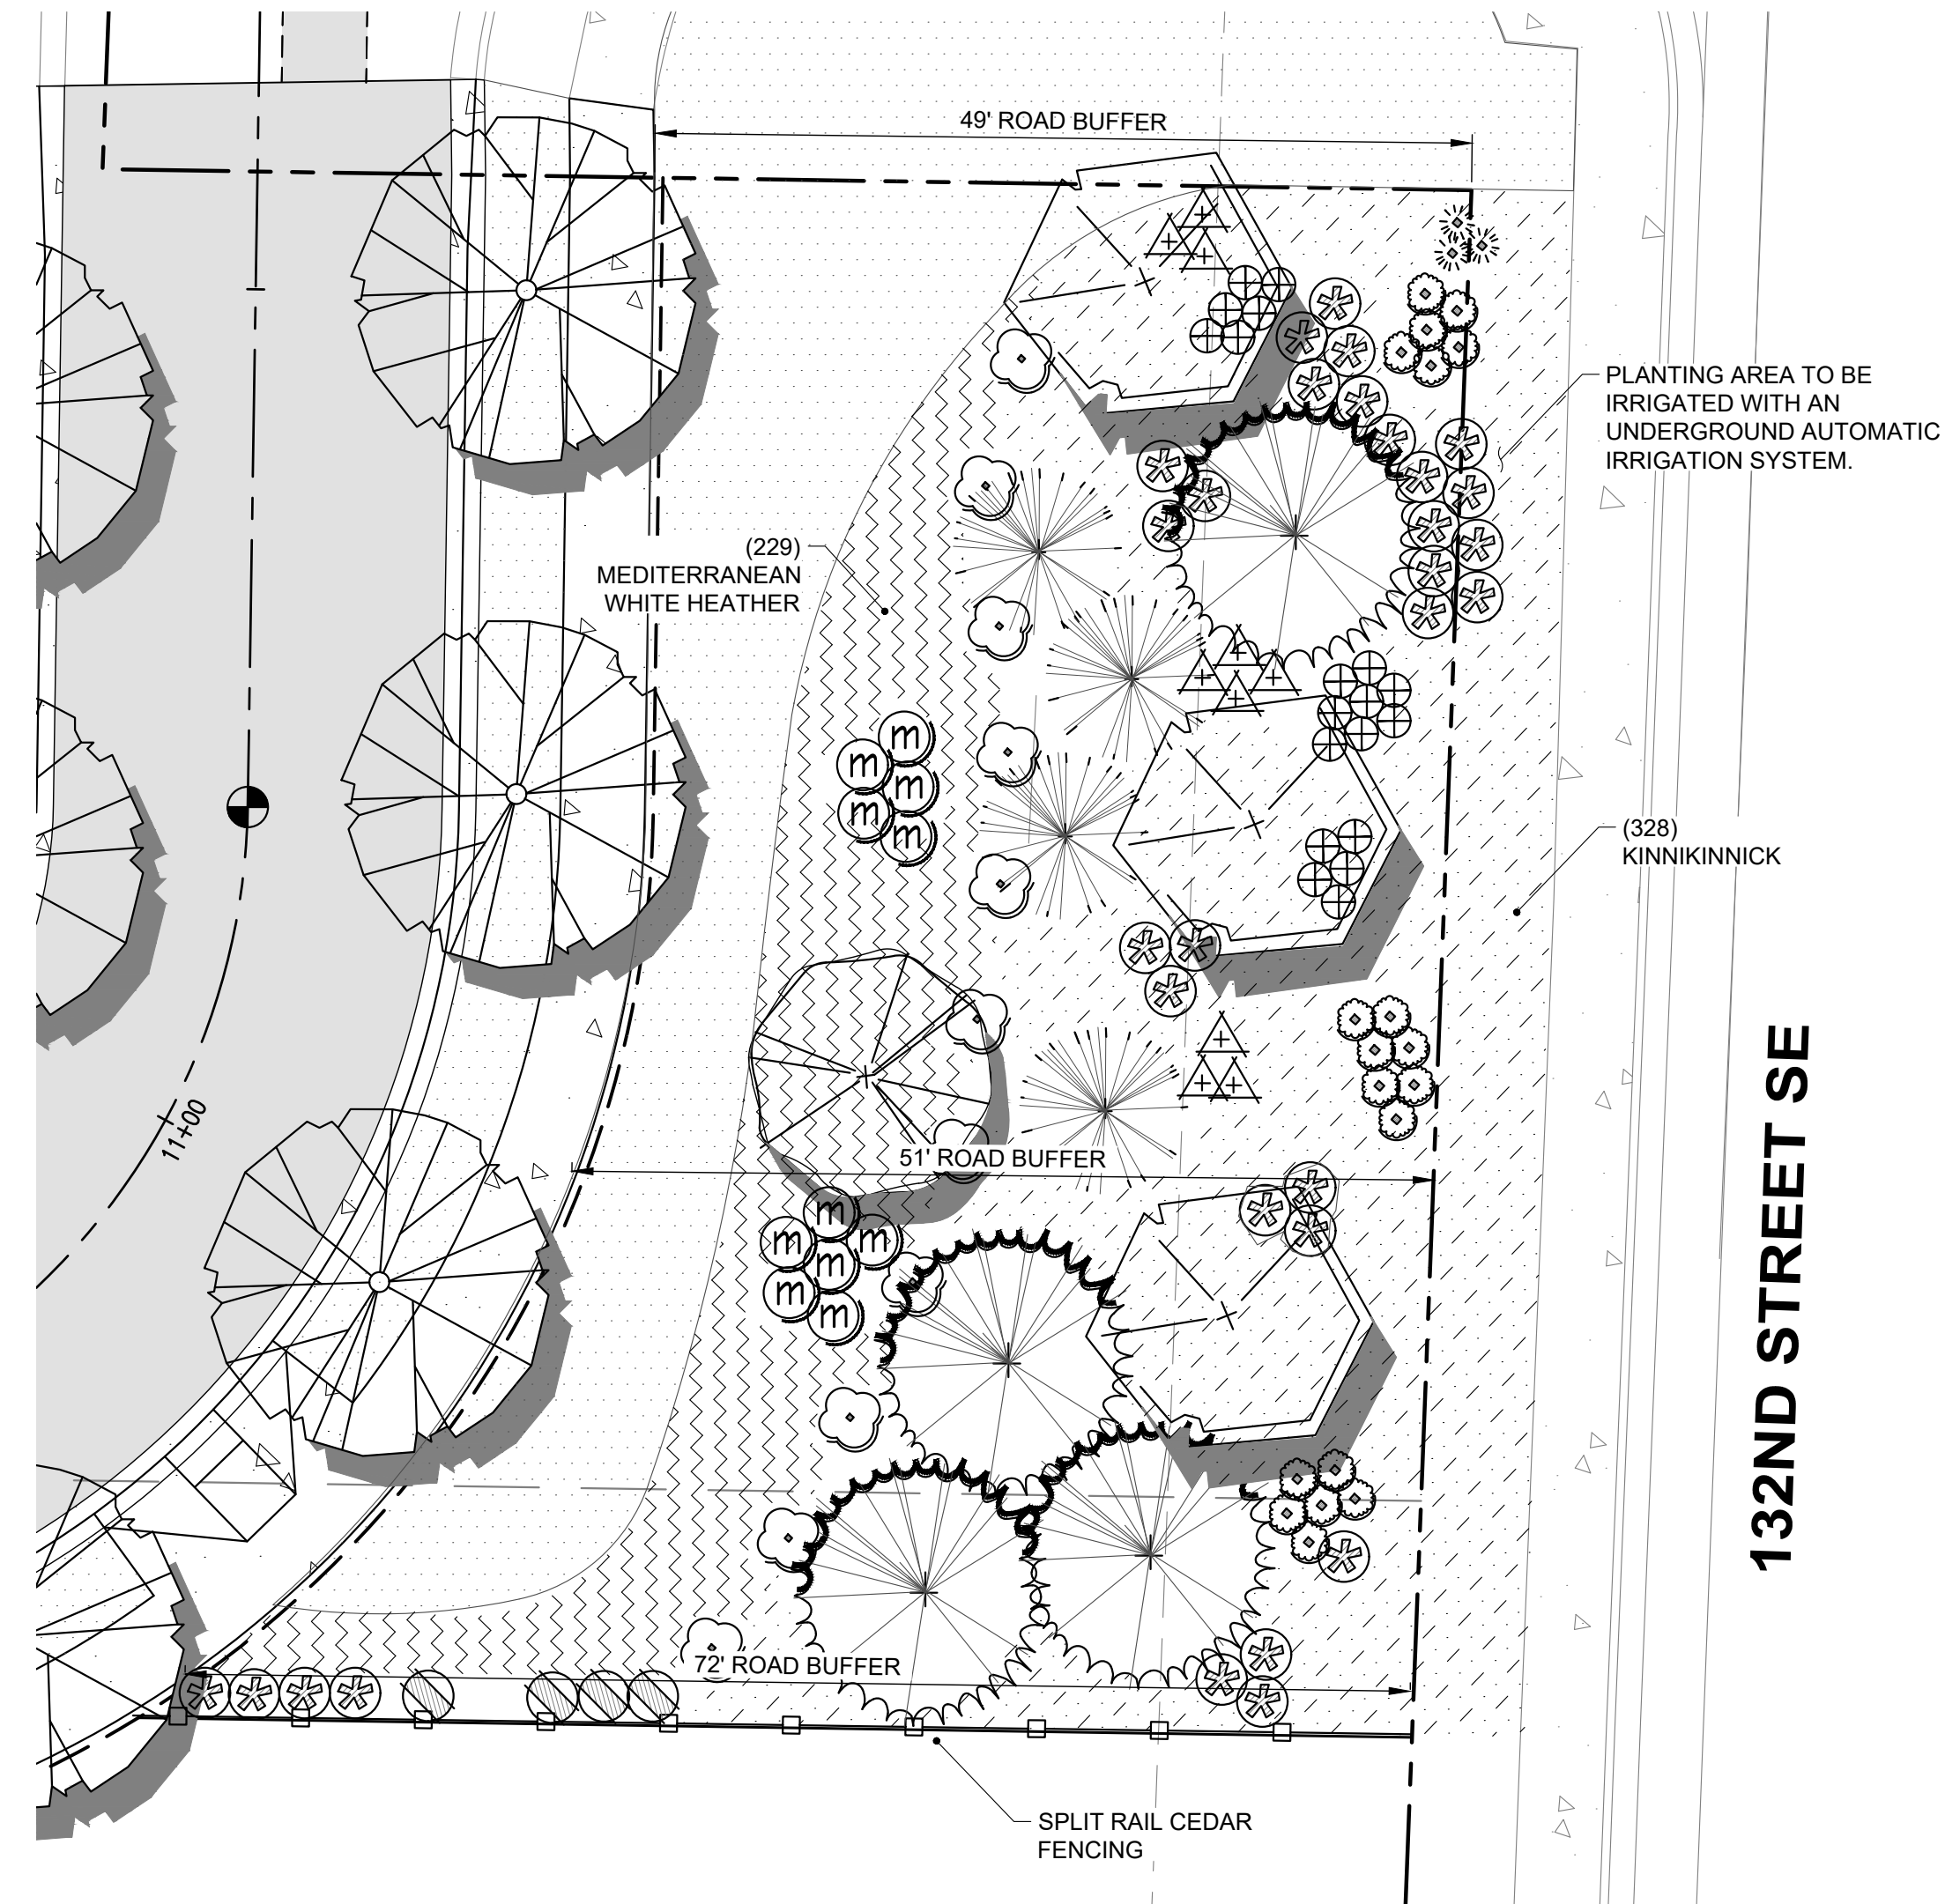 49' ROAD BUFFER
PLANTING AREA TO BE
IRRIGATED WITH AN
UNDERGROUND AUTOMATIC
IRRIGATION SYSTEM.
(229)
MEDITERRANEAN
WHITE HEATHER
m
m
m
m
m
(328)
KINNIKINNICK
11+00
51' ROAD BUFFER
132ND STREET SE
m
m
m
m
m
m
72' ROAD BUFFER
SPLIT RAIL CEDAR
FENCING